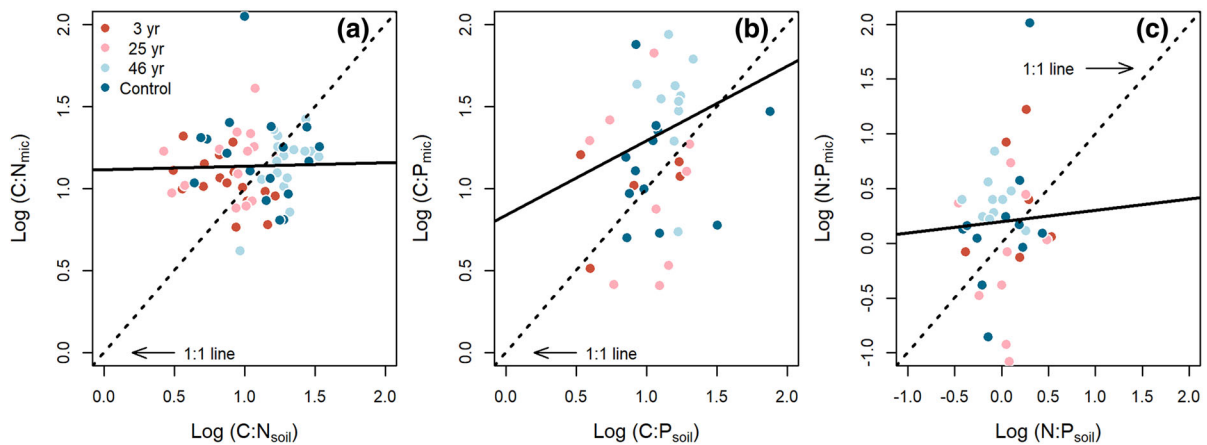 (a)
3 yr
25 yr
46 yr
Control
1:1 line
Log (C:Nmic)
0.0 0.5 1.0 1.5 2.0
0.0 0.5 1.0 1.5 2.0
Log (C:Nsoil)
(b)
1:1 line
Log (C:Pmic)
0.0 0.5 1.0 1.5 2.0
0.0 0.5 1.0 1.5 2.0
Log (C:Psoil)
(c)
1:1 line
Log (N:Pmic)
-1.0 -0.5 0.0 0.5 1.0 1.5 2.0
-1.0 -0.5 0.0 0.5 1.0 1.5 2.0
Log (N:Psoil)